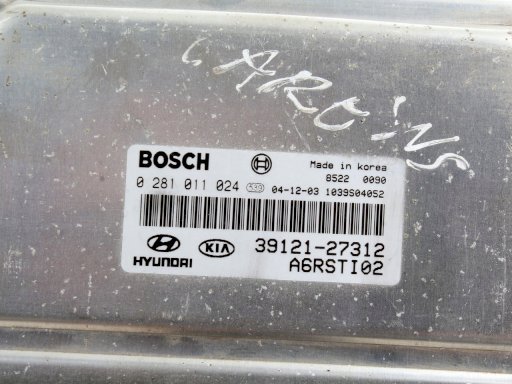 CAROINS
BOSCH Made in korea
8522 0090
0 281 011 024 04-12-03 1039S04052
HYUNDAI KIA 39121-27312
A6RSTI02